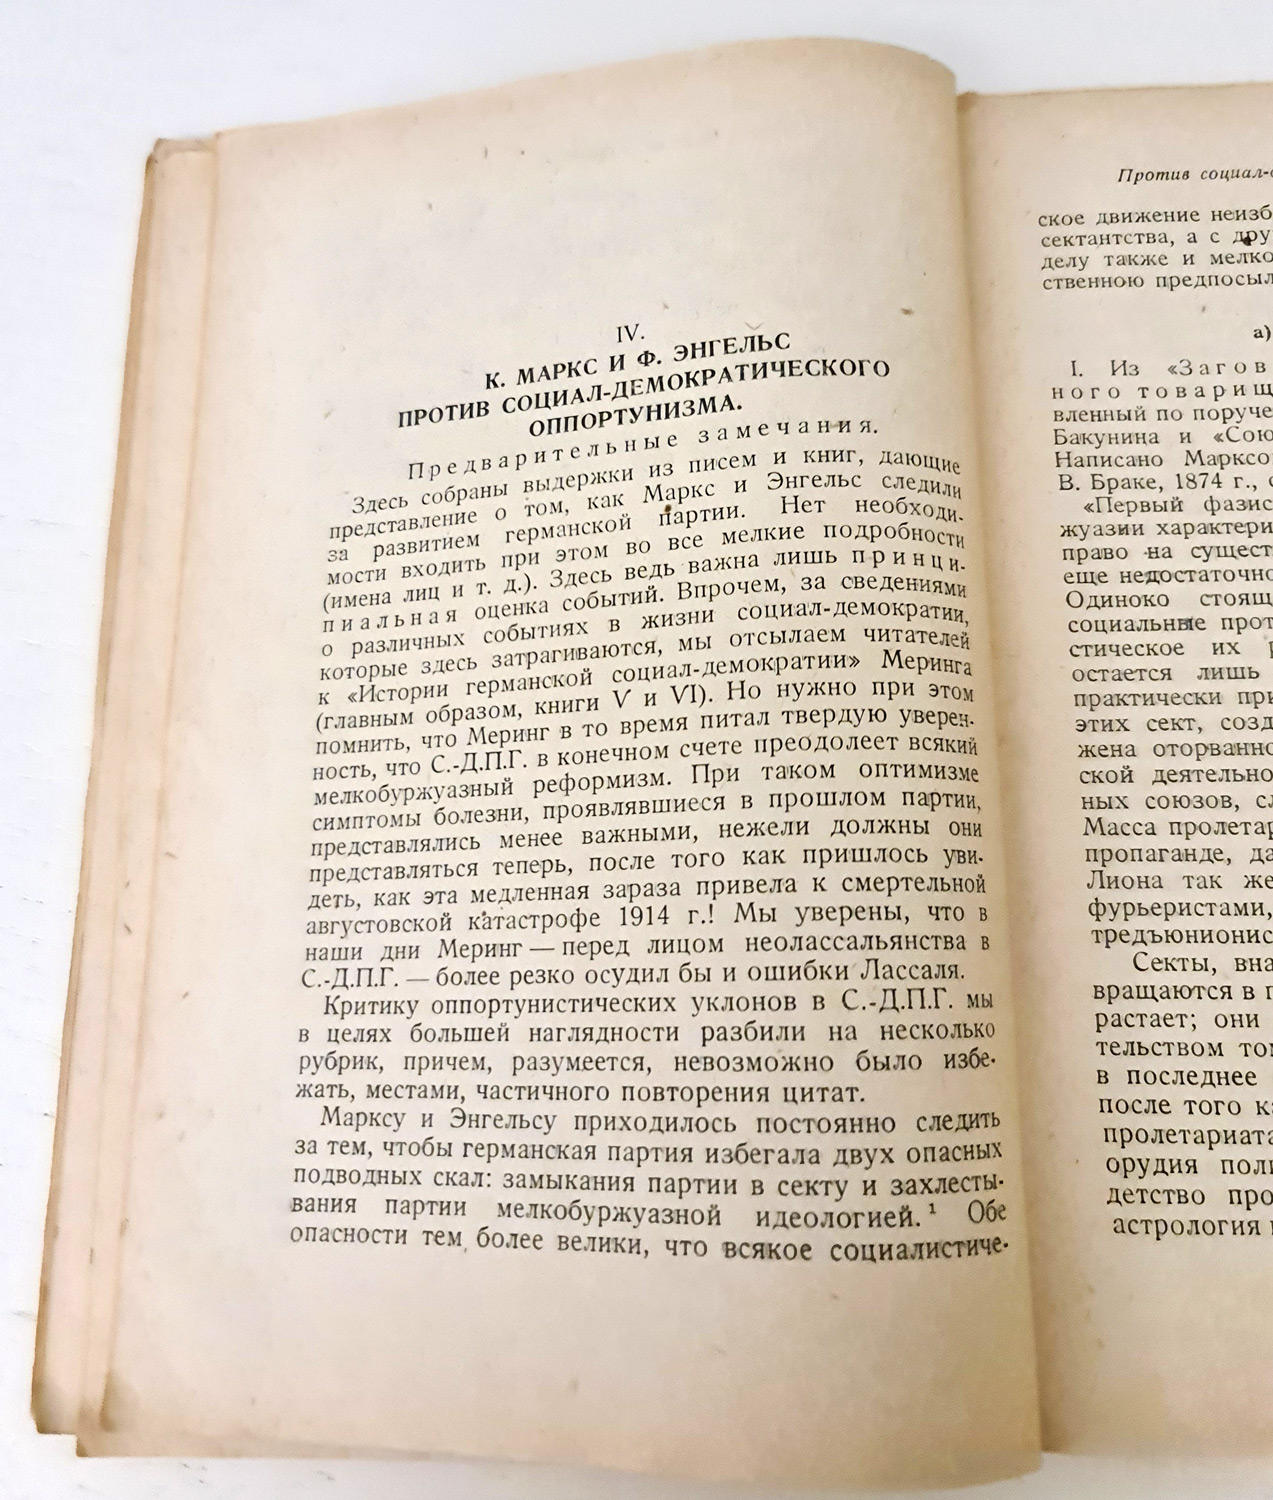 IV.
К. МАРКС И Ф. ЭНГЕЛЬС
ПРОТИВ СОЦИАЛ-ДЕМОКРАТИЧЕСКОГО
ОППОРТУНИЗМА.
Предварительные замечания.
Здесь собраны выдержки из писем и книг, дающие
представление о том, как Маркс и Энгельс следили
за развитием германской партии. Нет необходи-
мости входить при этом во все мелкие подробности
(имена лиц и т. д.). Здесь ведь важна лишь принци-
пиальная оценка событий. Впрочем, за сведениями
о различных событиях в жизни социал-демократии,
которые здесь затрагиваются, мы отсылаем читателей
к «Истории германской социал-демократии» Меринга
(главным образом, книги V и VI). Но нужно при этом
помнить, что Меринг в то время питал твердую уверен-
ность, что С.-Д.П.Г. в конечном счете преодолеет всякий
мелкобуржуазный реформизм. При таком оптимизме
симптомы болезни, проявлявшиеся в прошлом партии,
представлялись менее важными, нежели должны они
представляться теперь, после того как пришлось уви-
деть, как эта медленная зараза привела к смертельной
августовской катастрофе 1914 г.! Мы уверены, что в
наши дни Меринг — перед лицом неолассальянства в
С.-Д.П.Г. — более резко осудил бы и ошибки Лассаля.
Критику оппортунистических уклонов в С.-Д.П.Г. мы
в целях большей наглядности разбили на несколько
рубрик, причем, разумеется, невозможно было избе-
жать, местами, частичного повторения цитат.
Марксу и Энгельсу приходилось постоянно следить
за тем, чтобы германская партия избегала двух опасных
подводных скал: замыкания партии в секту и захлесты-
вания партии мелкобуржуазной идеологией.¹ Обе
опасности тем более велики, что всякое социалистиче-
Против социал-
ское движение неизб
сектантства, а с дру
делу также и мелко
ственною предпосыл
а)
I. Из «Загов
ного товарищ
вленный по поруче
Бакунина и «Сою
Написано Марксо
В. Браке, 1874 г.,
«Первый фазис
жуазии характери
право на сущест
еще недостаточно
Одиноко стоящ
социальные прот
стическое их
остается лишь
практически при
этих сект, созд
жена оторванно
ской деятельно
ных союзов, сл
Масса пролетар
пропаганде, да
Лиона так же
фурьеристами,
тредъюнионис
Секты, вна
вращаются в п
растает; они
тельством то
в последнее
после того к
пролетариата
орудия поли
детство про
астрология